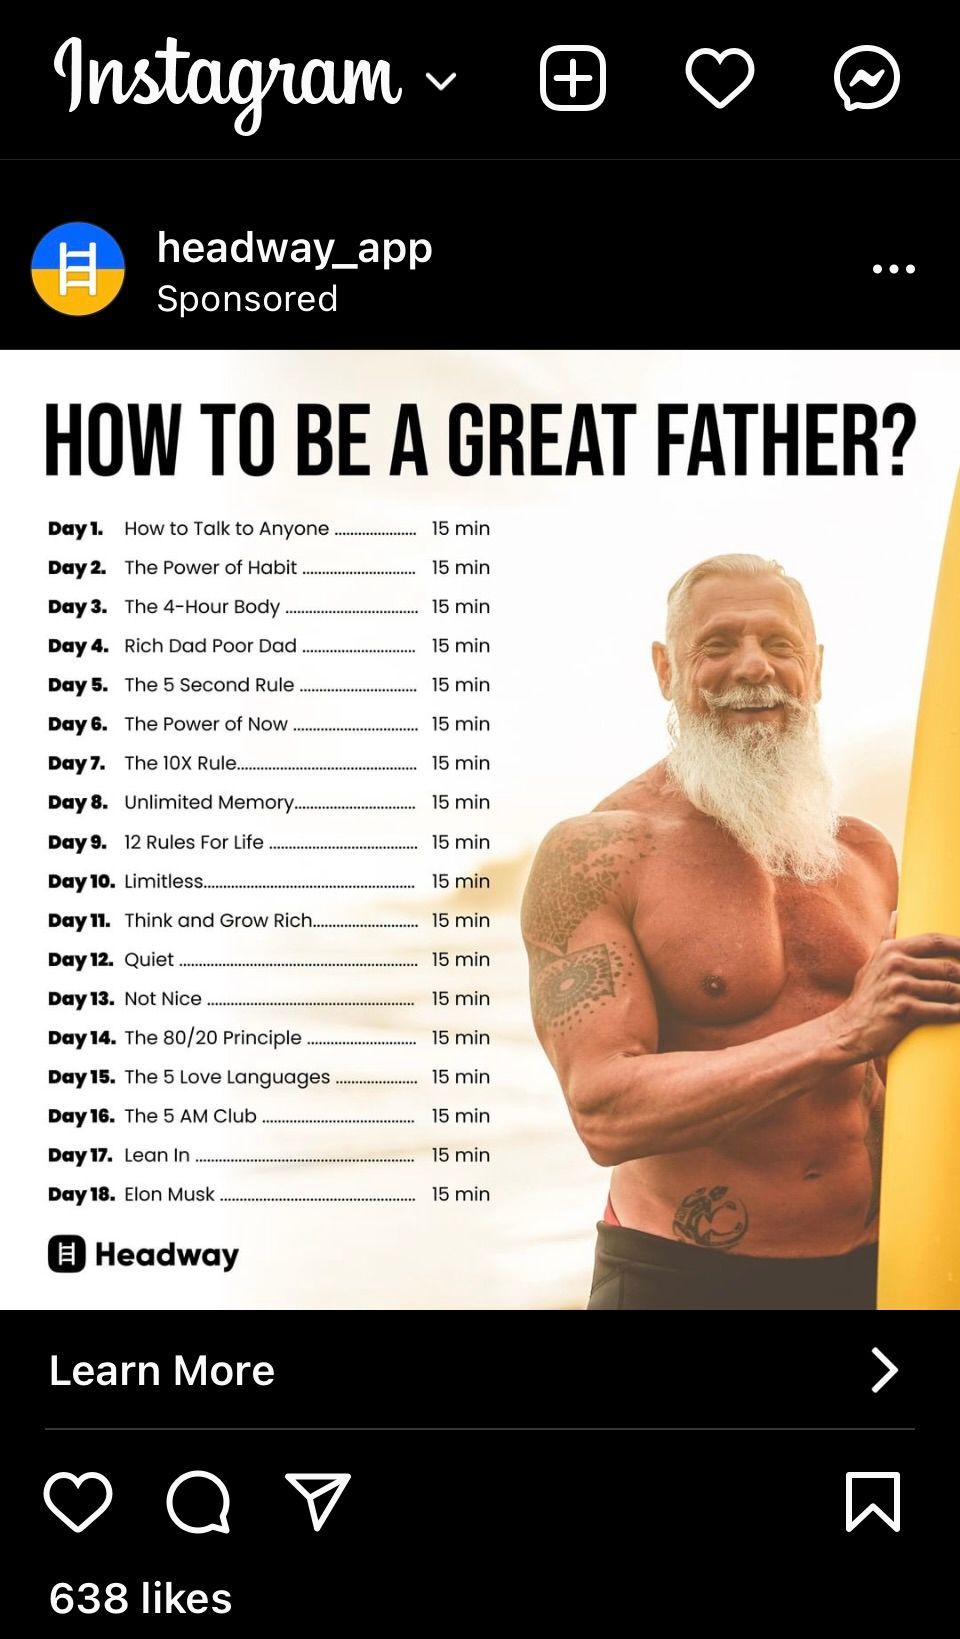 Instagram
headway_app
Sponsored
HOW TO BE A GREAT FATHER?
Day 1. How to Talk to Anyone ..................... 15 min
Day 2. The Power of Habit ............................ 15 min
Day 3. The 4-Hour Body ................................. 15 min
Day 4. Rich Dad Poor Dad ............................ 15 min
Day 5. The 5 Second Rule ............................. 15 min
Day 6. The Power of Now ............................... 15 min
Day 7. The 10X Rule............................................. 15 min
Day 8. Unlimited Memory.............................. 15 min
Day 9. 12 Rules For Life ..................................... 15 min
Day 10. Limitless..................................................... 15 min
Day 11. Think and Grow Rich.......................... 15 min
Day 12. Quiet ............................................................ 15 min
Day 13. Not Nice .................................................... 15 min
Day 14. The 80/20 Principle ........................... 15 min
Day 15. The 5 Love Languages .................... 15 min
Day 16. The 5 AM Club ...................................... 15 min
Day 17. Lean In ....................................................... 15 min
Day 18. Elon Musk ................................................. 15 min
Headway
Learn More
638 likes